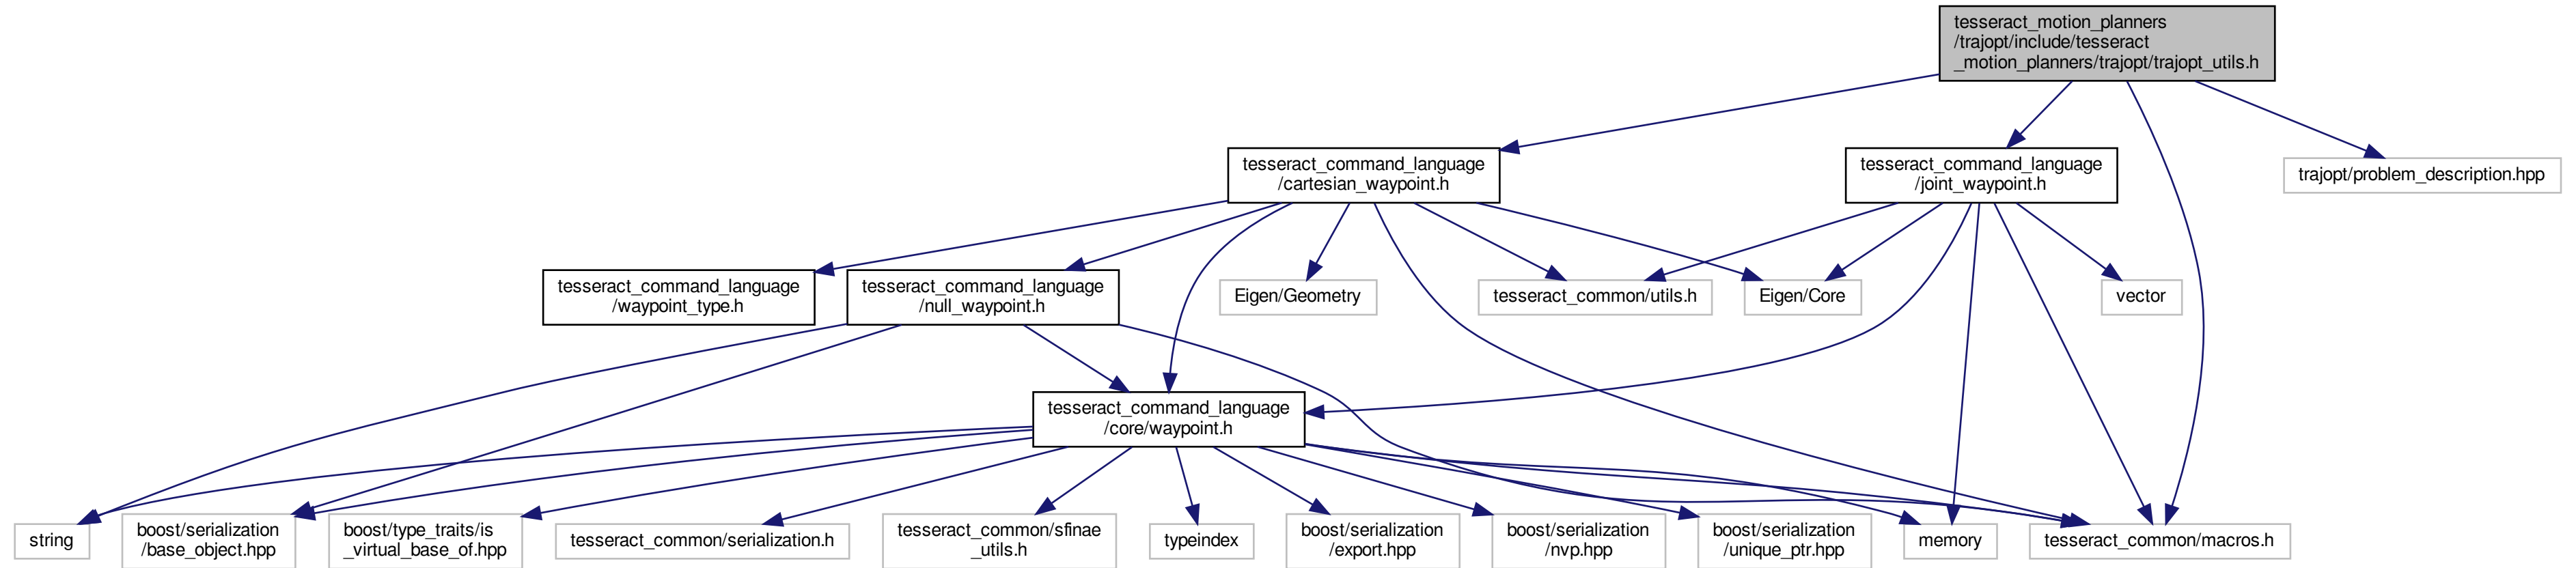 tesseract_motion_planners
/trajopt/include/tesseract
_motion_planners/trajopt/trajopt_utils.h
tesseract_command_language
/cartesian_waypoint.h
tesseract_command_language
/joint_waypoint.h
trajopt/problem_description.hpp
tesseract_command_language
/waypoint_type.h
tesseract_command_language
/null_waypoint.h
Eigen/Geometry
tesseract_common/utils.h
Eigen/Core
vector
tesseract_command_language
/core/waypoint.h
string
boost/serialization
/base_object.hpp
boost/type_traits/is
_virtual_base_of.hpp
tesseract_common/serialization.h
tesseract_common/sfinae
_utils.h
typeindex
boost/serialization
/export.hpp
boost/serialization
/nvp.hpp
boost/serialization
/unique_ptr.hpp
memory
tesseract_common/macros.h